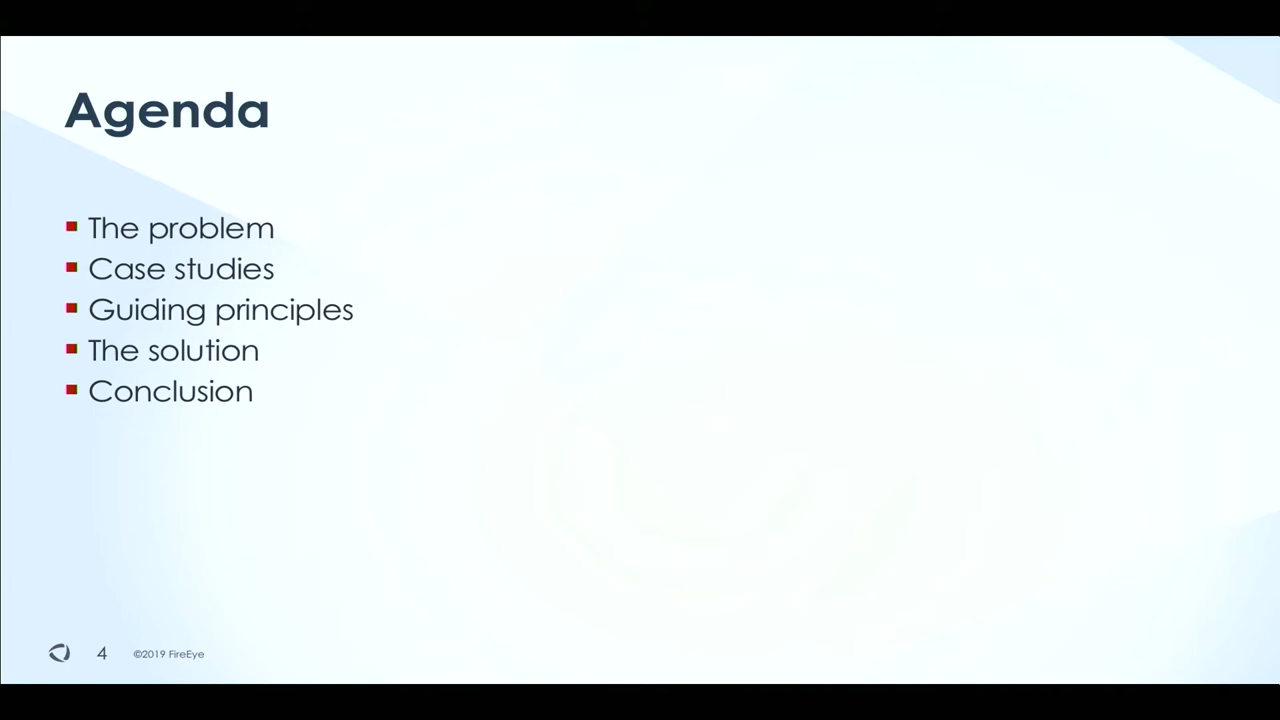 Agenda
▪ The problem
▪ Case studies
▪ Guiding principles
▪ The solution
▪ Conclusion
4 ©2019 FireEye